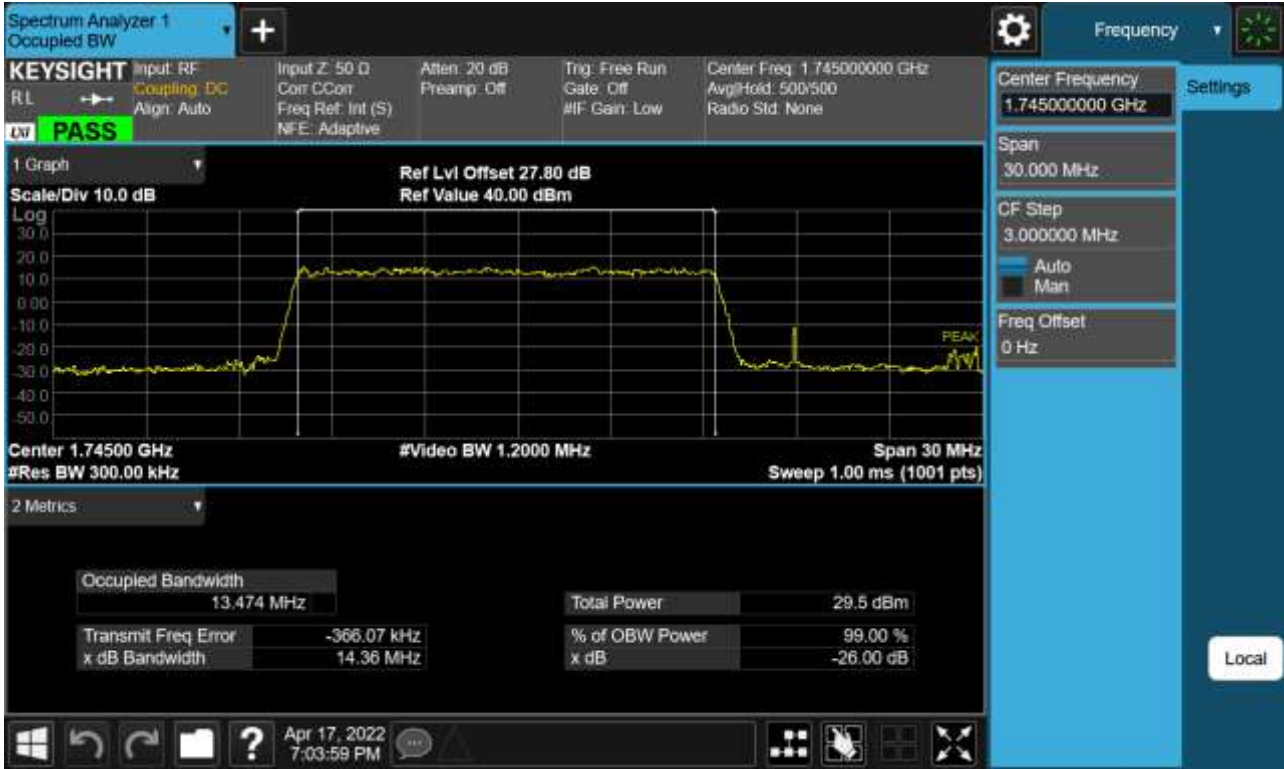 Spectrum Analyzer 1
Occupied BW
+
Frequency
KEYSIGHT
RL
LXI
PASS
Input: RF
Coupling: DC
Align: Auto
Input Z: 50 Ω
Corr CCorr
Freq Ref: Int (S)
NFE: Adaptive
Atten: 20 dB
Preamp: Off
Trig: Free Run
Gate: Off
#IF Gain: Low
Center Freq: 1.745000000 GHz
Avg|Hold: 500/500
Radio Std: None
Center Frequency
1.745000000 GHz
Settings
Span
30.000 MHz
CF Step
3.000000 MHz
Auto
Man
Freq Offset
0 Hz
Local
1 Graph
Scale/Div 10.0 dB
Ref Lvl Offset 27.80 dB
Ref Value 40.00 dBm
Log
30.0
20.0
10.0
0.00
-10.0
-20.0
-30.0
-40.0
-50.0
PEAK
Center 1.74500 GHz
#Video BW 1.2000 MHz
Span 30 MHz
#Res BW 300.00 kHz
Sweep 1.00 ms (1001 pts)
2 Metrics
Occupied Bandwidth
13.474 MHz
Total Power 29.5 dBm
Transmit Freq Error -366.07 kHz
% of OBW Power 99.00 %
x dB Bandwidth 14.36 MHz
x dB -26.00 dB
?
Apr 17, 2022
7:03:59 PM